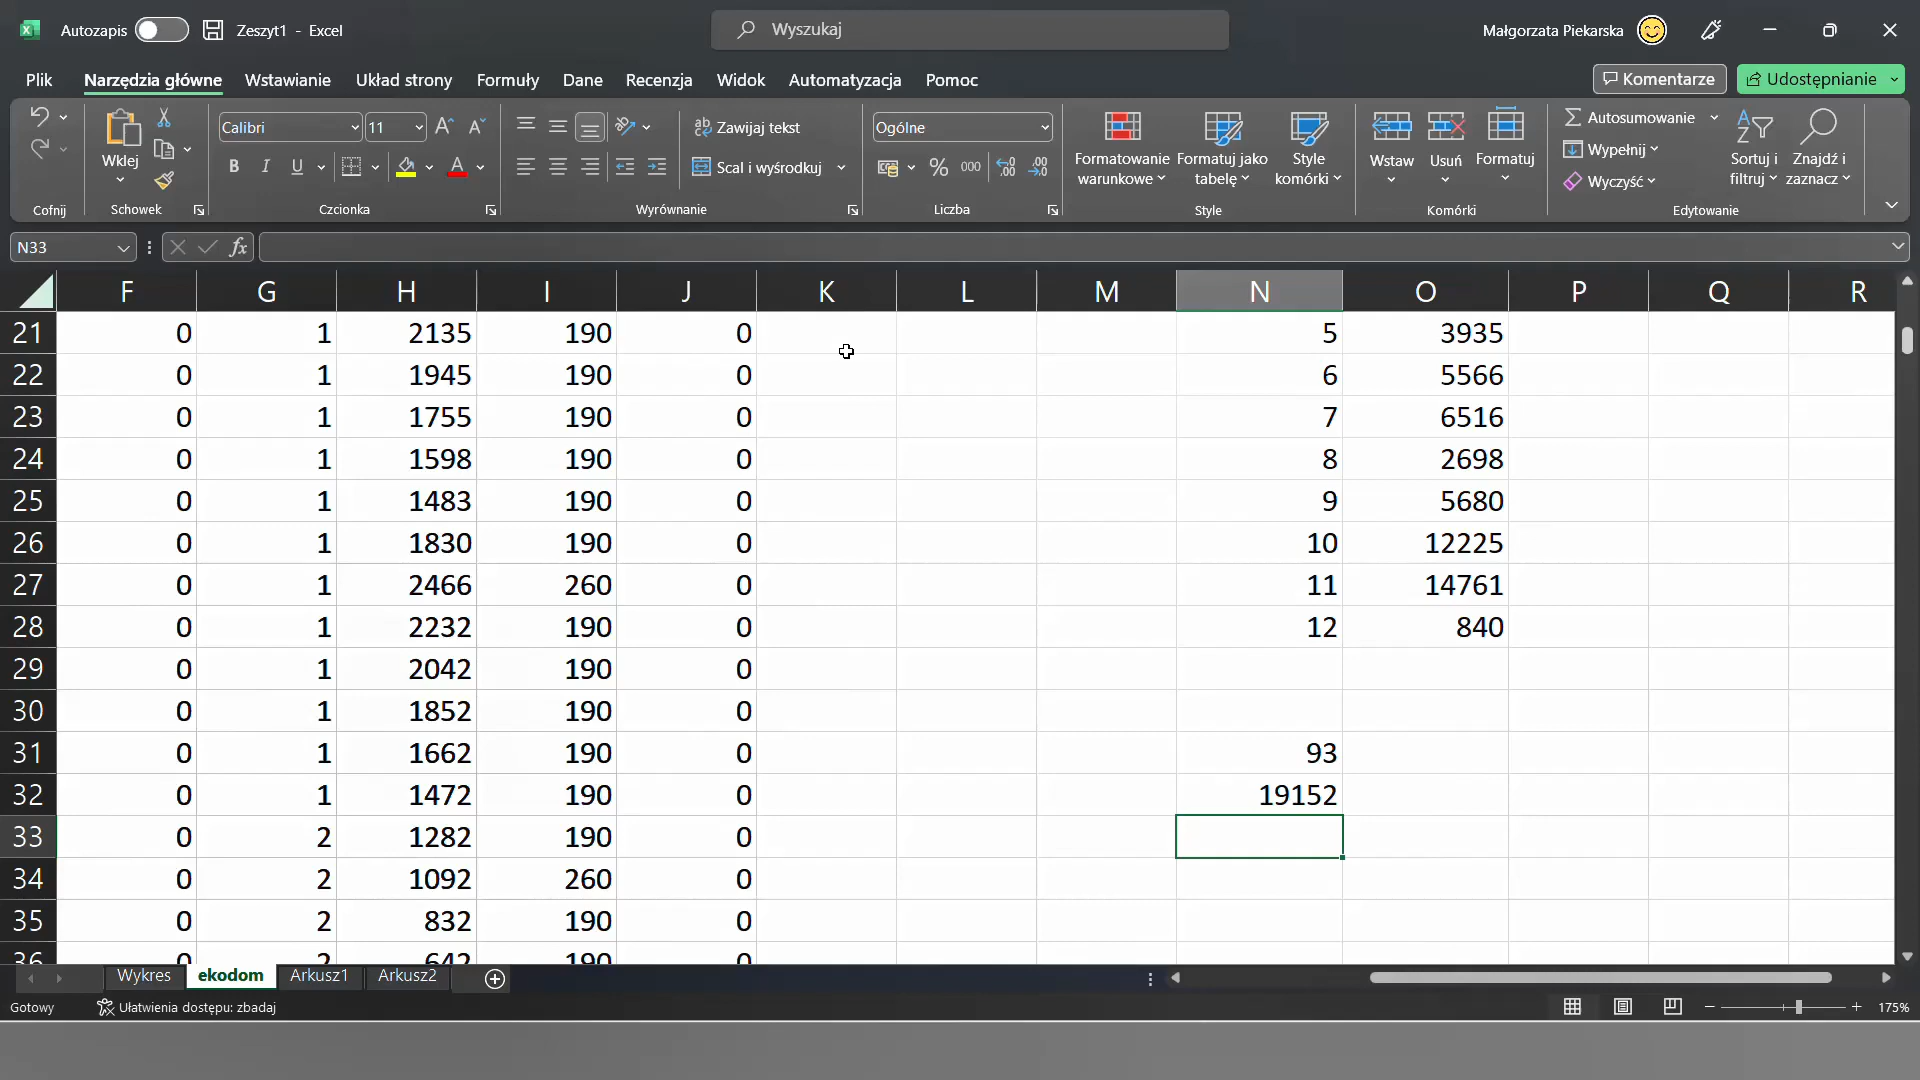 Autozapis Zeszyt1 - Excel Wyszukaj Małgorzata Piekarska
Plik Narzędzia główne Wstawianie Układ strony Formuły Dane Recenzja Widok Automatyzacja Pomoc Komentarze Udostępnianie
Wklej Calibri 11 Zawijaj tekst Ogólne Formatowanie warunkowe Formatuj jako tabelę Style komórki Wstaw Usuń Formatuj Autosumowanie Sortuj i filtruj Znajdź i zaznacz
B I U A Scal i wyśrodkuj % 000 Wypełnij
Wyczyść
Cofnij Schowek Czcionka Wyrównanie Liczba Style Komórki Edytowanie
N33 fx
F G H I J K L M N O P Q R
21 0 1 2135 190 0 5 3935
22 0 1 1945 190 0 6 5566
23 0 1 1755 190 0 7 6516
24 0 1 1598 190 0 8 2698
25 0 1 1483 190 0 9 5680
26 0 1 1830 190 0 10 12225
27 0 1 2466 260 0 11 14761
28 0 1 2232 190 0 12 840
29 0 1 2042 190 0
30 0 1 1852 190 0
31 0 1 1662 190 0 93
32 0 1 1472 190 0 19152
33 0 2 1282 190 0
34 0 2 1092 260 0
35 0 2 832 190 0
36 0 2 642 190 0
Wykres ekodom Arkusz1 Arkusz2
Gotowy Ułatwienia dostępu: zbadaj 175%